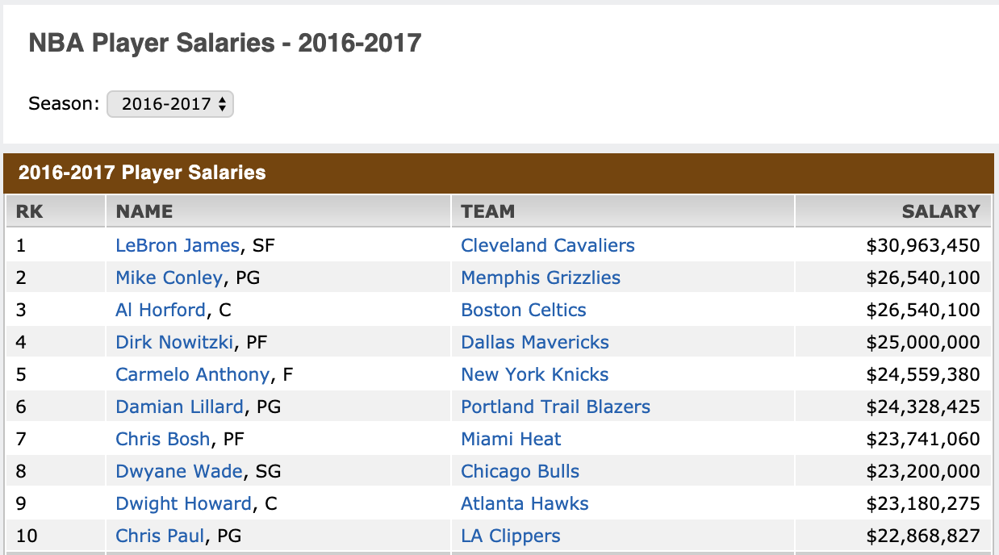 NBA Player Salaries - 2016-2017
Season: 2016-2017
2016-2017 Player Salaries
RK NAME TEAM SALARY
1 LeBron James, SF Cleveland Cavaliers $30,963,450
2 Mike Conley, PG Memphis Grizzlies $26,540,100
3 Al Horford, C Boston Celtics $26,540,100
4 Dirk Nowitzki, PF Dallas Mavericks $25,000,000
5 Carmelo Anthony, F New York Knicks $24,559,380
6 Damian Lillard, PG Portland Trail Blazers $24,328,425
7 Chris Bosh, PF Miami Heat $23,741,060
8 Dwyane Wade, SG Chicago Bulls $23,200,000
9 Dwight Howard, C Atlanta Hawks $23,180,275
10 Chris Paul, PG LA Clippers $22,868,827